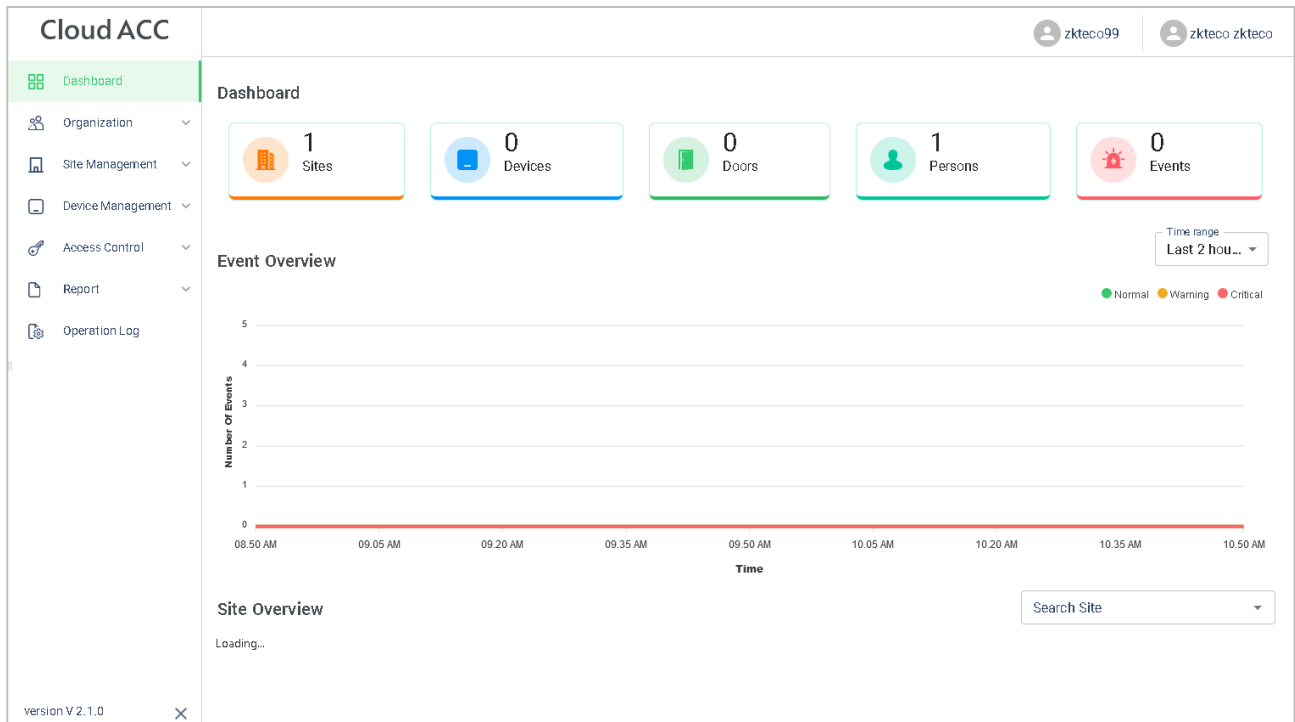 Cloud ACC
zkteco99
zkteco zkteco
Dashboard
Organization
Site Management
Device Management
Access Control
Report
Operation Log
version V 2.1.0
Dashboard
1
Sites
0
Devices
0
Doors
1
Persons
0
Events
Event Overview
Time range
Last 2 hou...
Normal
Warning
Critical
Number Of Events
5
4
3
2
1
0
08.50 AM
09.05 AM
09.20 AM
09.35 AM
09.50 AM
10.05 AM
10.20 AM
10.35 AM
10.50 AM
Time
Site Overview
Search Site
Loading...